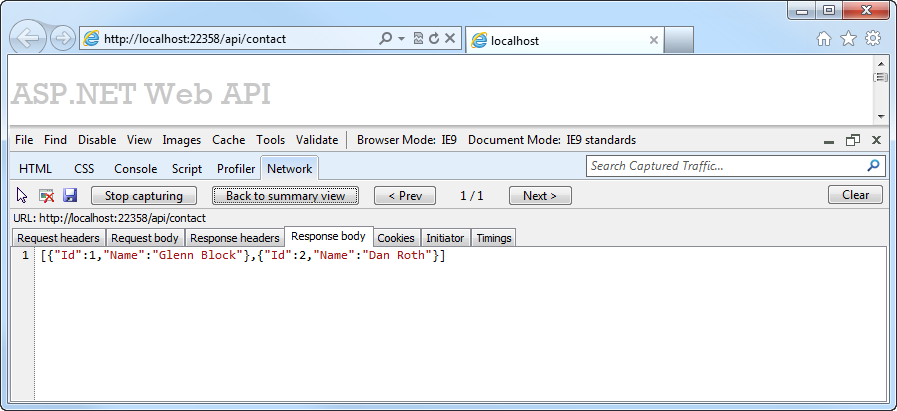 http://localhost:22358/api/contact
localhost
ASP.NET Web API
File Find Disable View Images Cache Tools Validate Browser Mode: IE9 Document Mode: IE9 standards
HTML CSS Console Script Profiler Network Search Captured Traffic...
Stop capturing Back to summary view < Prev 1 / 1 Next > Clear
URL: http://localhost:22358/api/contact
Request headers Request body Response headers Response body Cookies Initiator Timings
1 [{"Id":1,"Name":"Glenn Block"},{"Id":2,"Name":"Dan Roth"}]